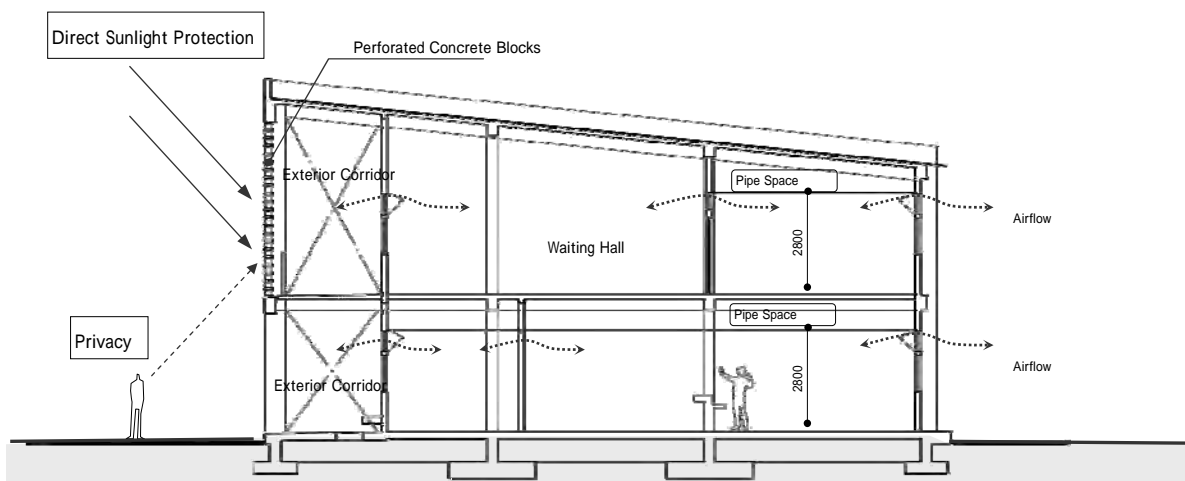 Direct Sunlight Protection
Perforated Concrete Blocks
Exterior Corridor
Pipe Space
Airflow
2800
Waiting Hall
Pipe Space
Privacy
Airflow
2800
Exterior Corridor